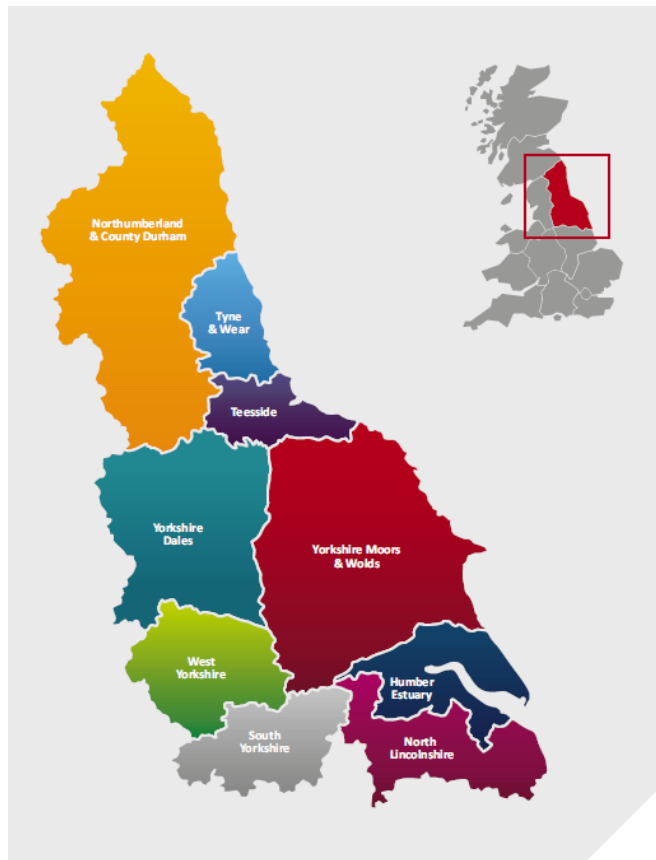 Northumberland
& County Durham
Tyne
& Wear
Teesside
Yorkshire
Dales
Yorkshire Moors
& Wolds
West
Yorkshire
Humber
Estuary
South
Yorkshire
North
Lincolnshire